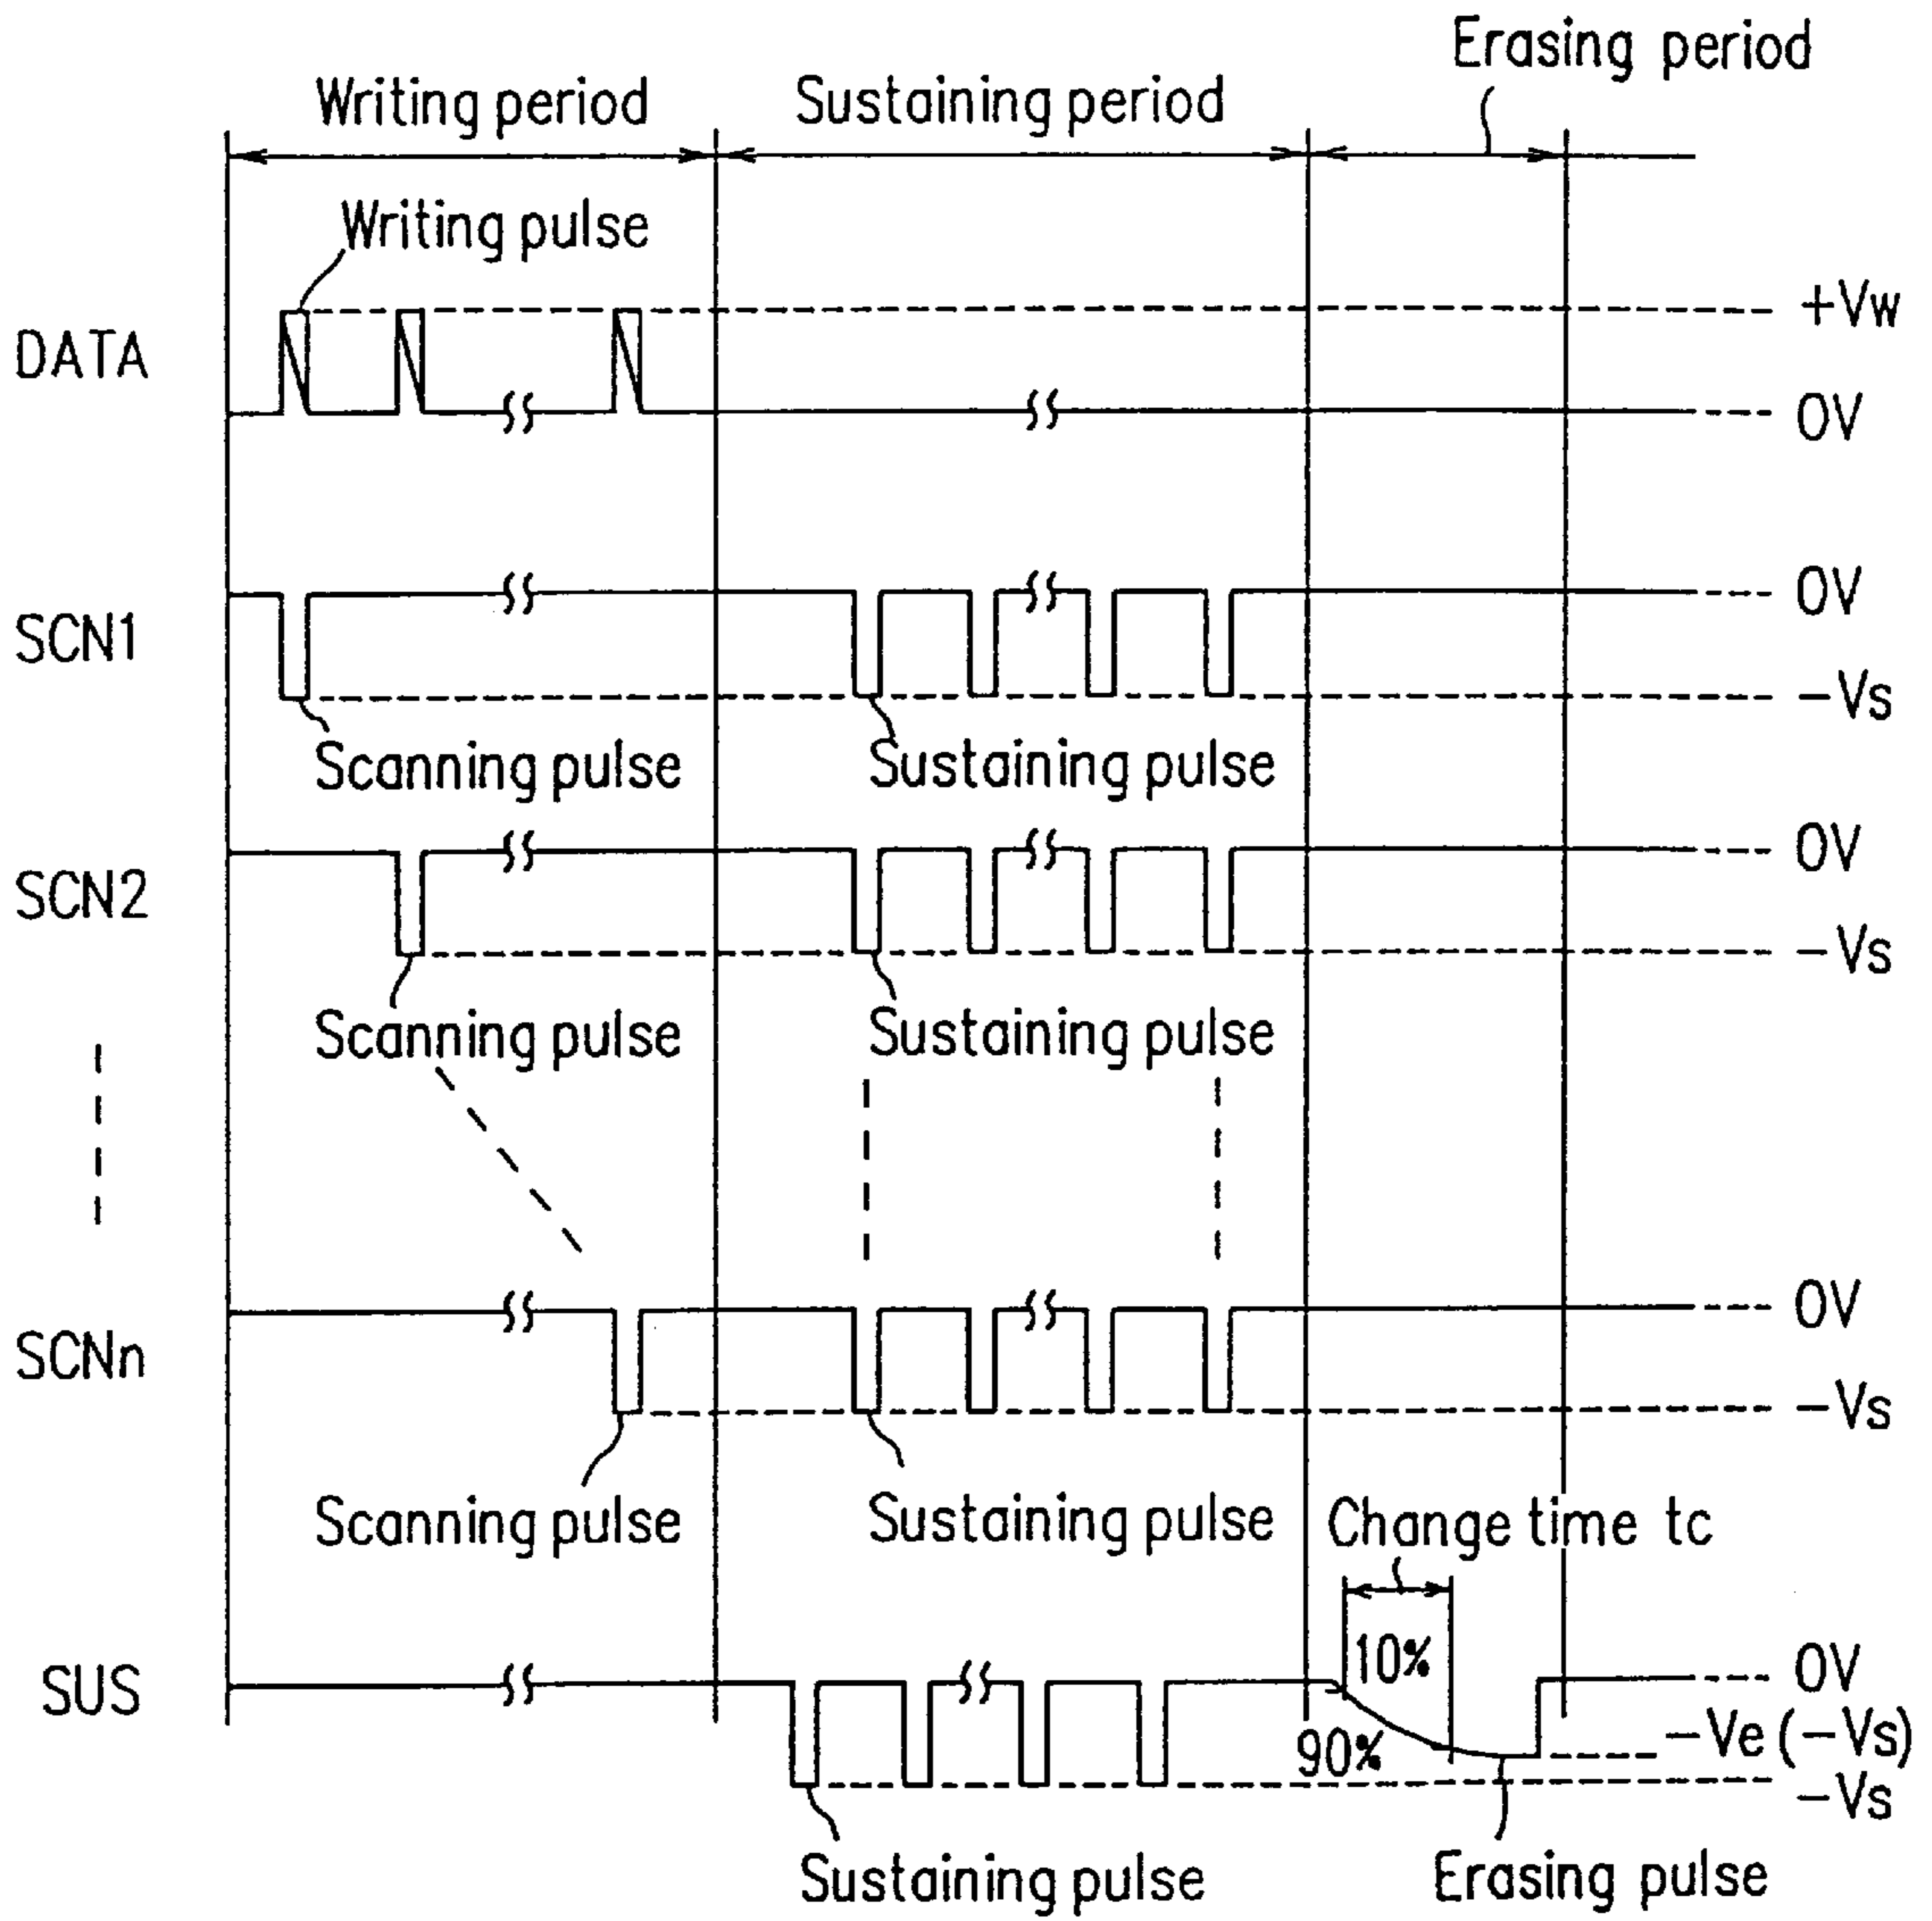 Erasing period
Writing period
Sustaining period
Writing pulse
+Vw
DATA
0V
0V
SCN1
-Vs
Scanning pulse
Sustaining pulse
0V
SCN2
-Vs
Scanning pulse
Sustaining pulse
0V
SCNn
-Vs
Scanning pulse
Sustaining pulse
Change time tc
10%
0V
SUS
-Ve (-Vs)
90%
-Vs
Sustaining pulse
Erasing pulse